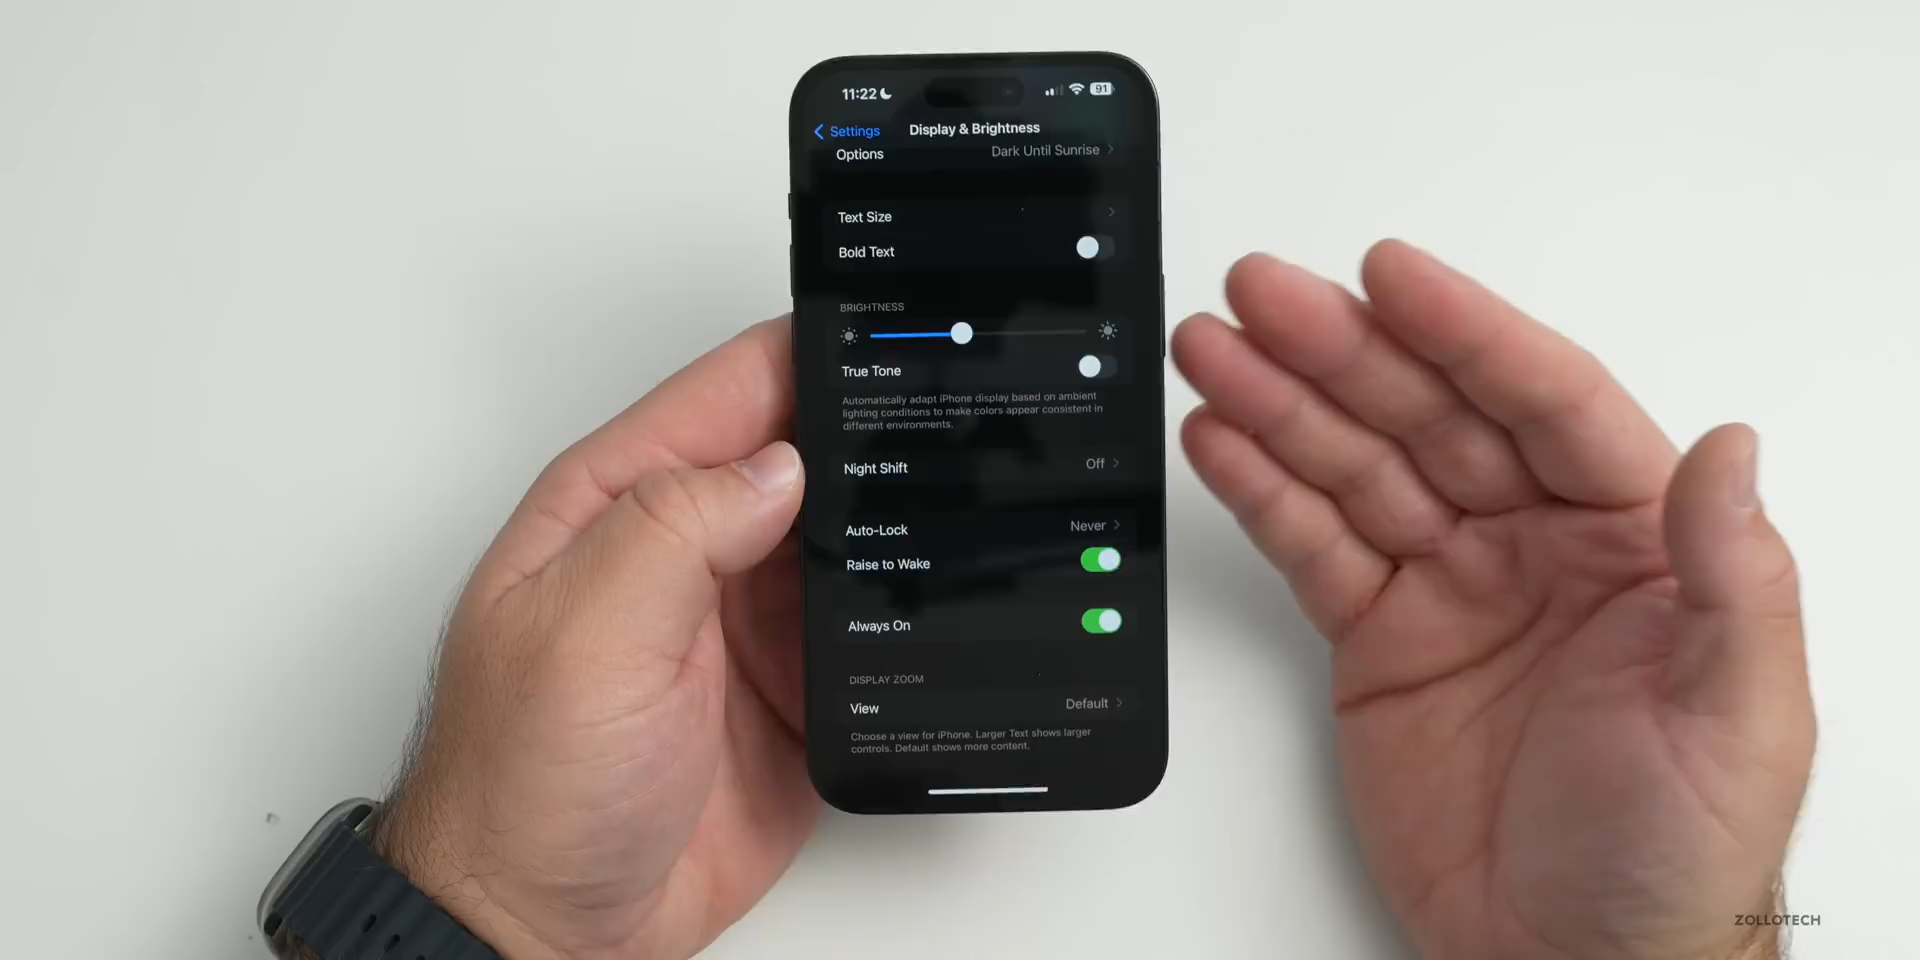 11:22
91
Settings
Display & Brightness
Options
Dark Until Sunrise
Text Size
Bold Text
BRIGHTNESS
True Tone
Automatically adapt iPhone display based on ambient
lighting conditions to make colors appear consistent in
different environments.
Night Shift
Off
Auto-Lock
Never
Raise to Wake
Always On
DISPLAY ZOOM
View
Default
Choose a view for iPhone. Larger Text shows larger
controls. Default shows more content.
ZOLLOTECH